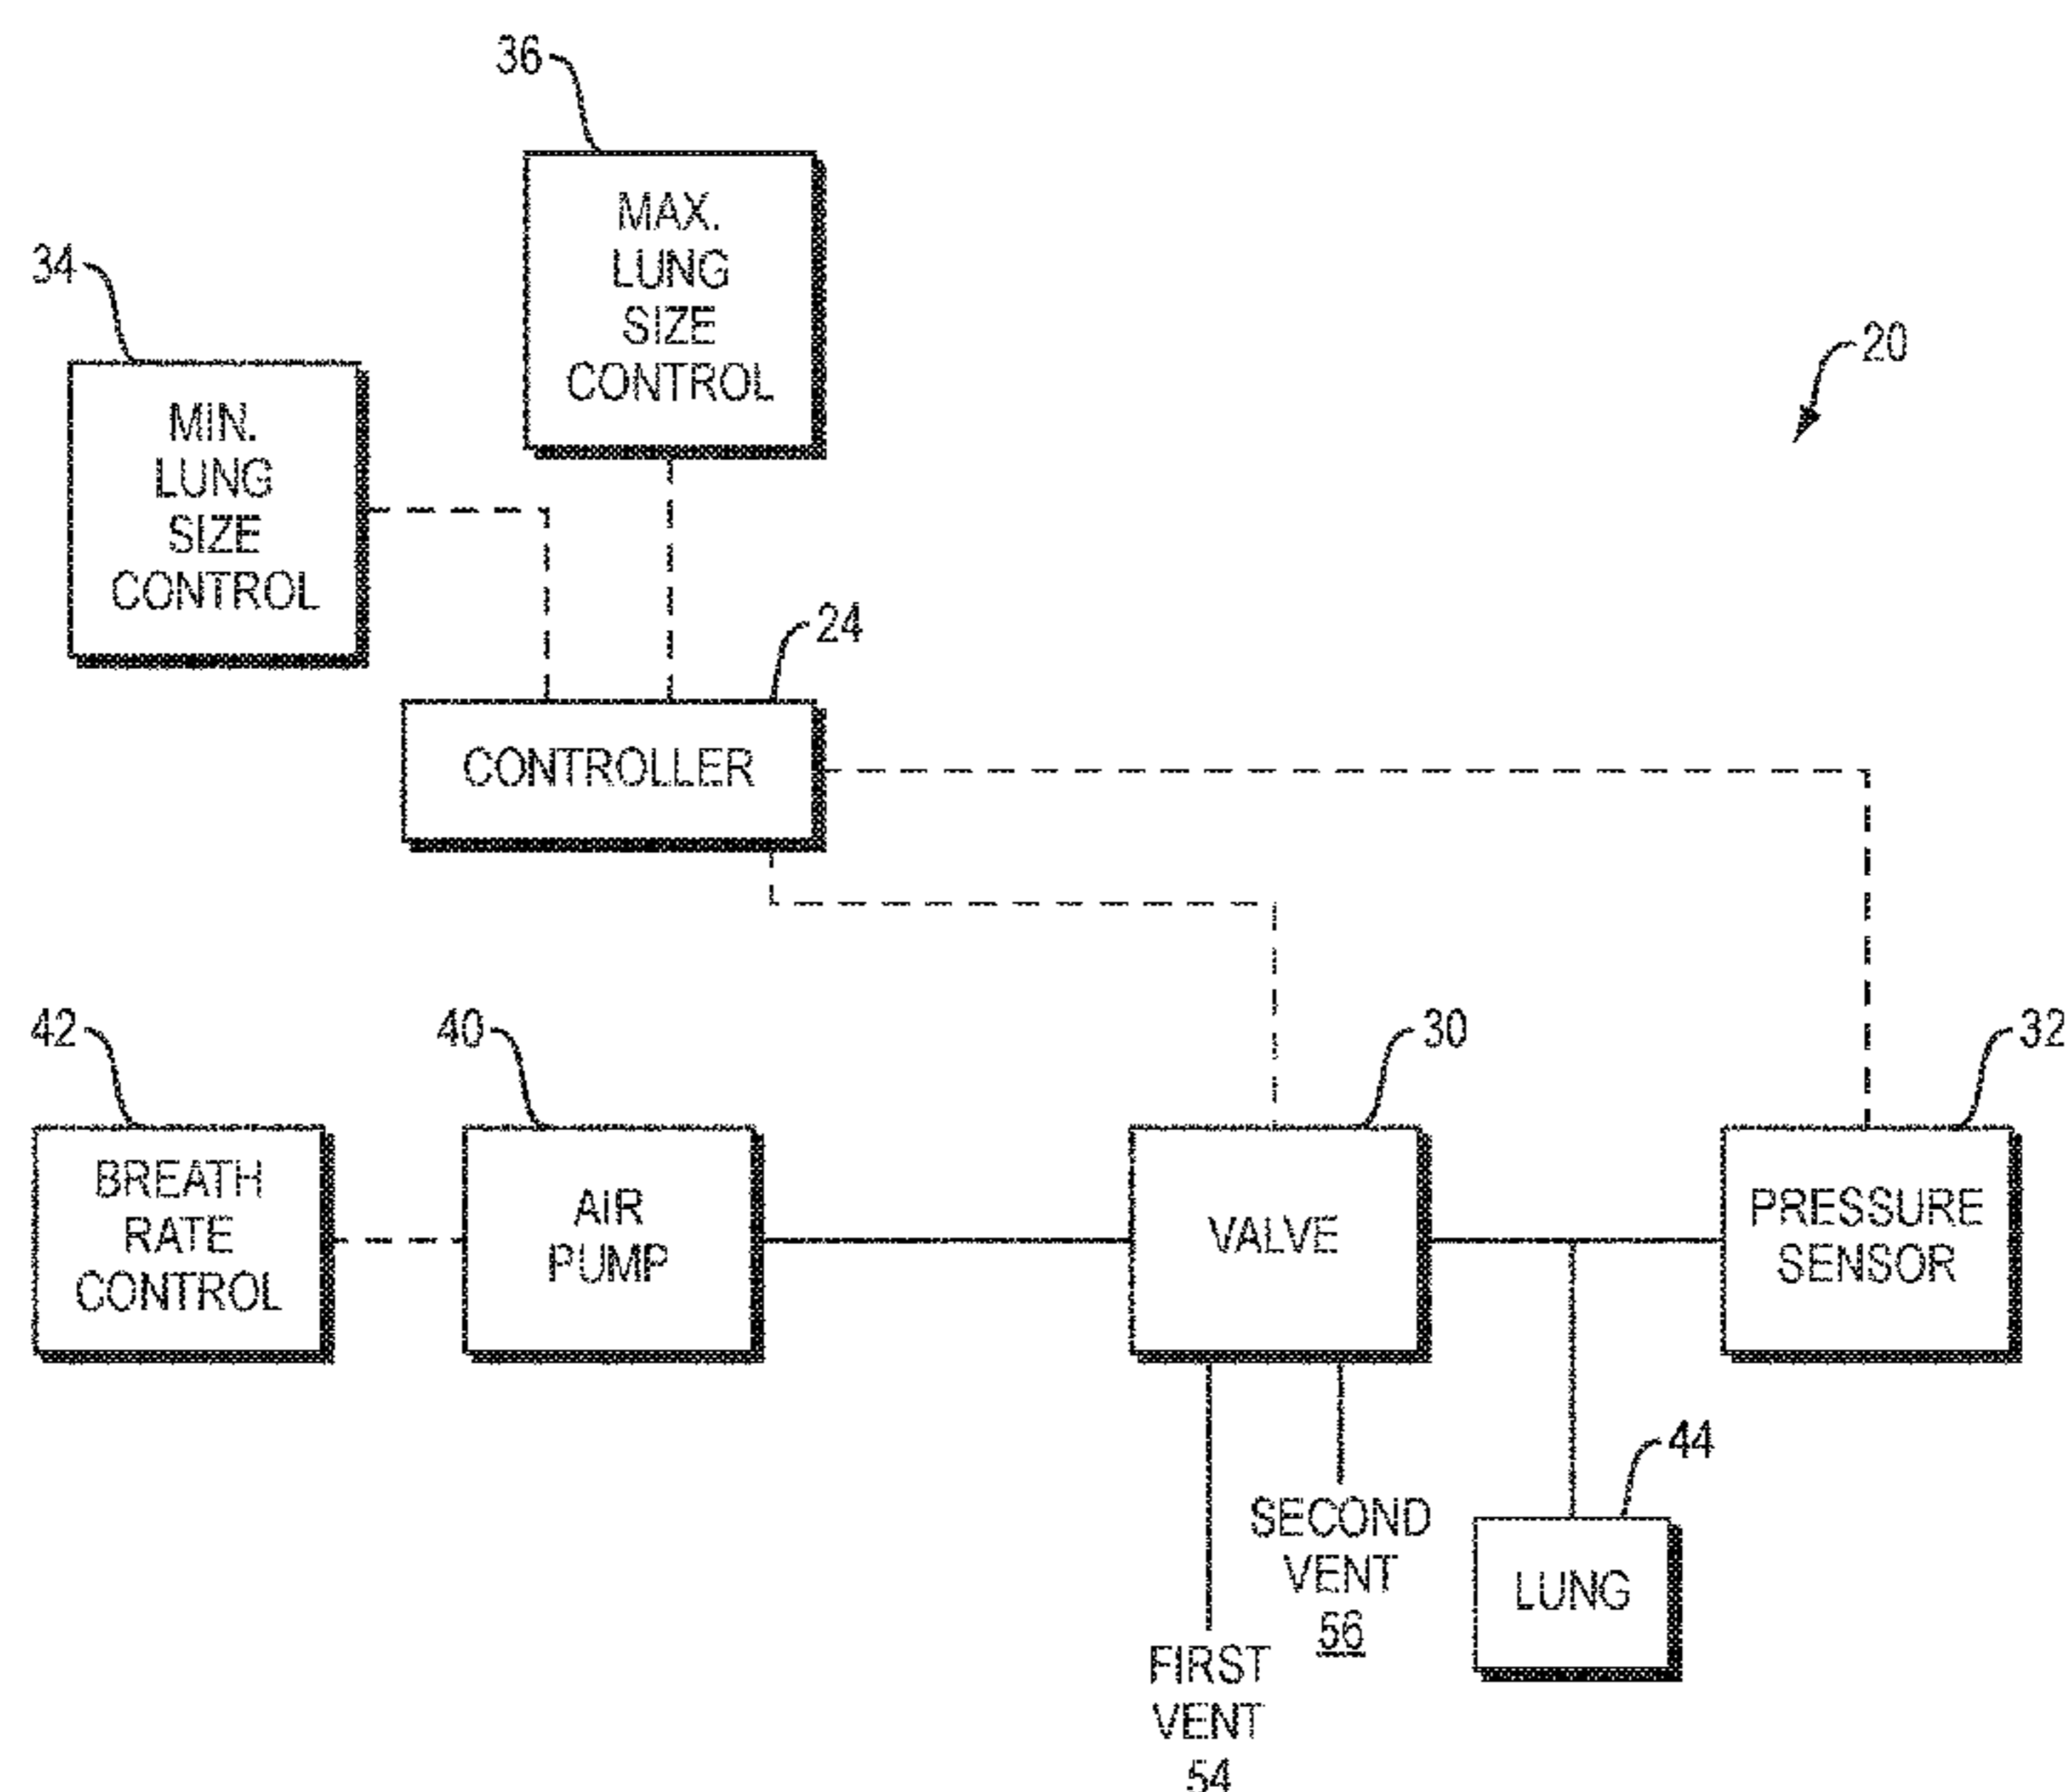 36
MAX.
LUNG
SIZE
CONTROL
34
MIN.
LUNG
SIZE
CONTROL
20
24
CONTROLLER
42
BREATH
RATE
CONTROL
40
AIR
PUMP
30
VALVE
32
PRESSURE
SENSOR
44
LUNG
SECOND
VENT
56
FIRST
VENT
54